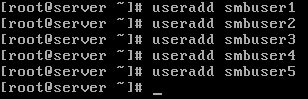 [root@server ~]# useradd smbuser1
[root@server ~]# useradd smbuser2
[root@server ~]# useradd smbuser3
[root@server ~]# useradd smbuser4
[root@server ~]# useradd smbuser5
[root@server ~]# _